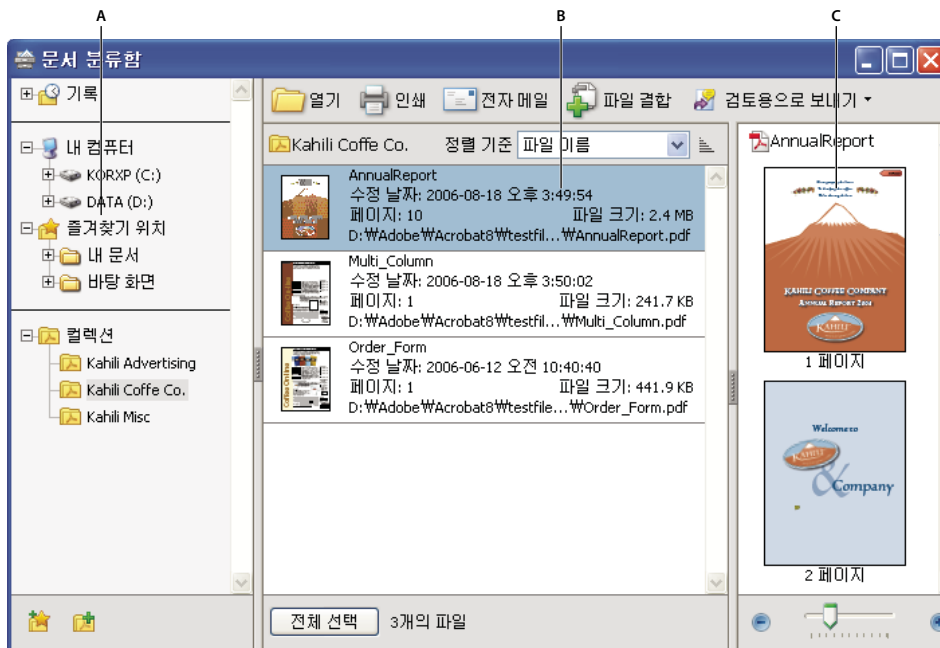 A B C
문서 분류함
기록
내 컴퓨터
KORXP (C:)
DATA (D:)
즐겨찾기 위치
내 문서
바탕 화면
컬렉션
Kahili Advertising
Kahili Coffe Co.
Kahili Misc
열기 인쇄 전자 메일 파일 결합 검토용으로 보내기
Kahili Coffe Co. 정렬 기준 파일 이름
AnnualReport
수정 날짜: 2006-08-18 오후 3:49:54
페이지: 10 파일 크기: 2.4 MB
D:₩Adobe₩Acrobat8₩testfil...₩AnnualReport.pdf
Multi_Column
수정 날짜: 2006-08-18 오후 3:50:02
페이지: 1 파일 크기: 241.7 KB
D:₩Adobe₩Acrobat8₩testfil...₩Multi_Column.pdf
Order_Form
수정 날짜: 2006-06-12 오전 10:40:40
페이지: 1 파일 크기: 441.9 KB
D:₩Adobe₩Acrobat8₩testfile...₩Order_Form.pdf
전체 선택 3개의 파일
AnnualReport
KAHILI COFFEE COMPANY
ANNUAL REPORT 2004
KAHILI
1 페이지
Welcome to
KAHILI
& Company
2 페이지